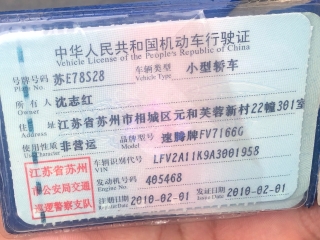 中华人民共和国机动车行驶证
Vehicle License of the People's Republic of China
号牌号码 苏E78S28 车辆类型 小型轿车
Plate No. Vehicle Type
所有人 沈志红
Owner
住址 江苏省苏州市相城区元和芙蓉新村22幢301室
Address
使用性质 非营运 品牌型号 速腾牌FV7166G
Use Character Model
江苏省苏州 车辆识别代号 LFV2A11K9A3001958
VIN
市公安局交通 发动机号码 405468
Engine No.
巡逻警察支队 注册日期 2010-02-01 发证日期 2010-02-01
Register Date Issue Date